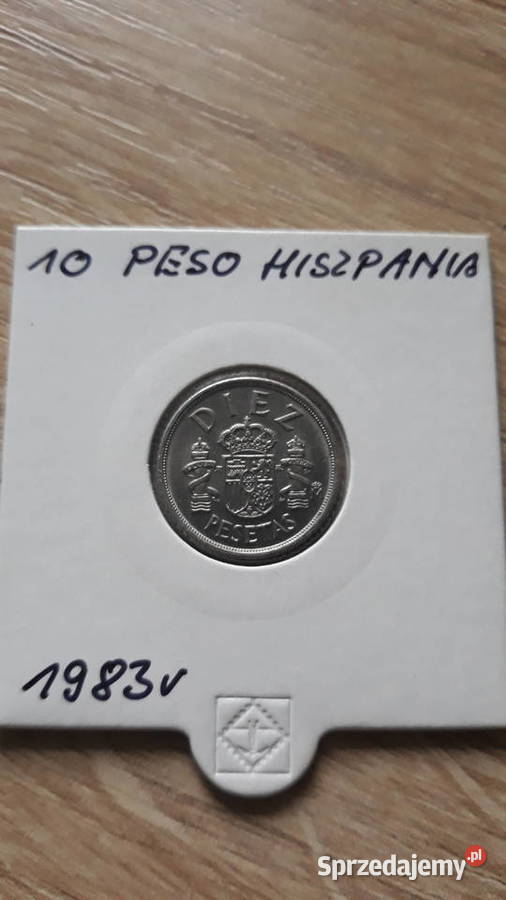 10 PESO HISZPANIA
DIEZ
PESETAS
1983r
Sprzedajemy.pl